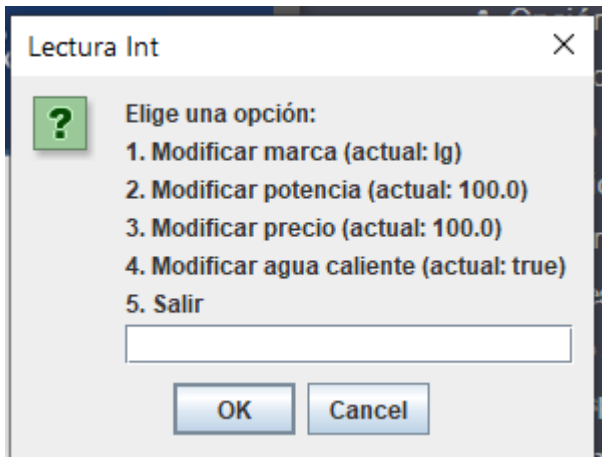 Opción
Lectura Int
Elige una opción:
1. Modificar marca (actual: lg)
2. Modificar potencia (actual: 100.0)
3. Modificar precio (actual: 100.0)
4. Modificar agua caliente (actual: true)
5. Salir
OK Cancel